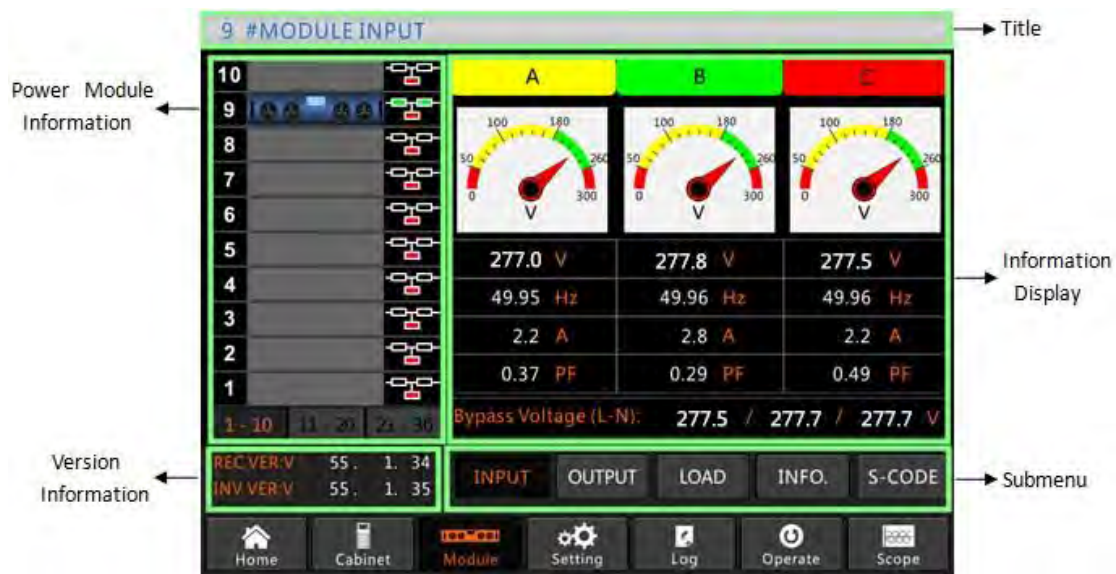 9 #MODULE INPUT
Title
Power Module
Information
10
9
8
7
6
5
4
3
2
1
1 - 10 11 - 20 21 - 30
A B C
50 100 180 260
0 300
V
50 100 180 260
0 300
V
50 100 180 260
0 300
V
277.0 V 277.8 V 277.5 V
49.95 Hz 49.96 Hz 49.96 Hz
2.2 A 2.8 A 2.2 A
0.37 PF 0.29 PF 0.49 PF
Bypass Voltage (L-N): 277.5 / 277.7 / 277.7 V
Information
Display
Version
Information
REC VER:V 55. 1. 34
INV VER:V 55. 1. 35
INPUT OUTPUT LOAD INFO. S-CODE
Submenu
Home Cabinet Module Setting Log Operate Scope